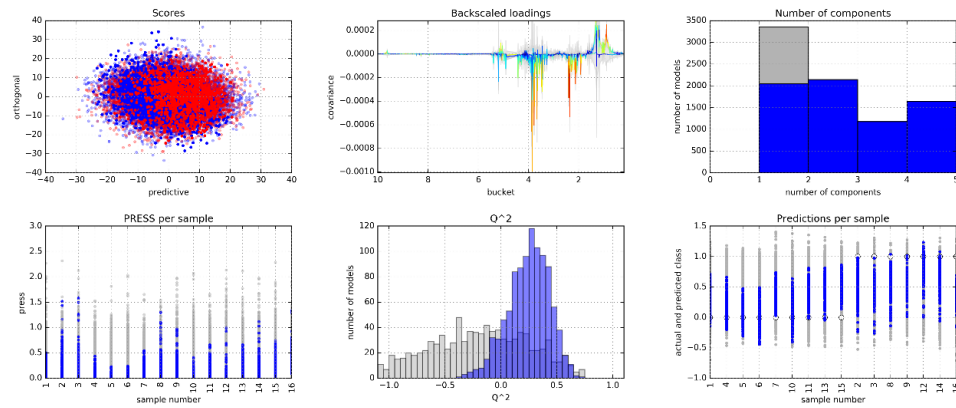 Scores
orthogonal
40
30
20
10
0
−10
−20
−30
−40
−40 −30 −20 −10 0 10 20 30 40
predictive
Backscaled loadings
covariance
0.0002
0.0000
−0.0002
−0.0004
−0.0006
−0.0008
−0.0010
10 8 6 4 2
bucket
Number of components
number of models
3500
3000
2500
2000
1500
1000
500
0
0 1 2 3 4 5
number of components
PRESS per sample
press
3.0
2.5
2.0
1.5
1.0
0.5
0.0
1 2 3 4 5 6 7 8 9 10 11 12 13 14 15 16
sample number
Q^2
number of models
120
100
80
60
40
20
0
−1.0 −0.5 0.0 0.5 1.0
Q^2
Predictions per sample
actual and predicted class
1.5
1.0
0.5
0.0
−0.5
−1.0
1 4 5 6 7 10 11 13 15 2 3 8 9 12 14 16
sample number